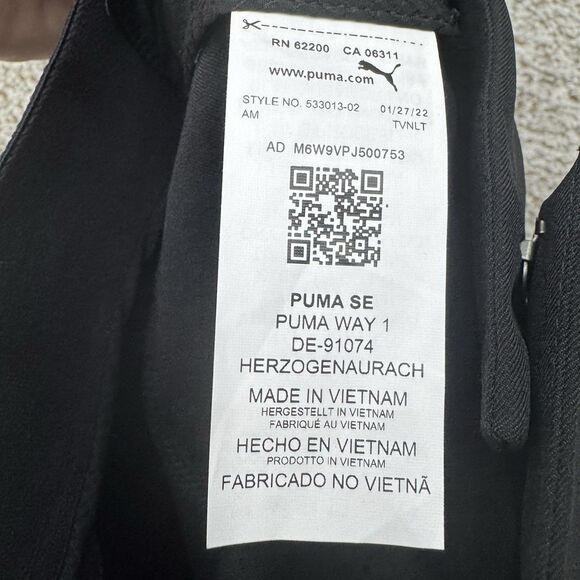 RN 62200 CA 06311
www.puma.com
STYLE NO. 533013-02 01/27/22
AM TVNLT
AD M6W9VPJ500753
PUMA SE
PUMA WAY 1
DE-91074
HERZOGENAURACH
MADE IN VIETNAM
HERGESTELLT IN VIETNAM
FABRIQUÉ AU VIETNAM
HECHO EN VIETNAM
PRODOTTO IN VIETNAM
FABRICADO NO VIETNÃ